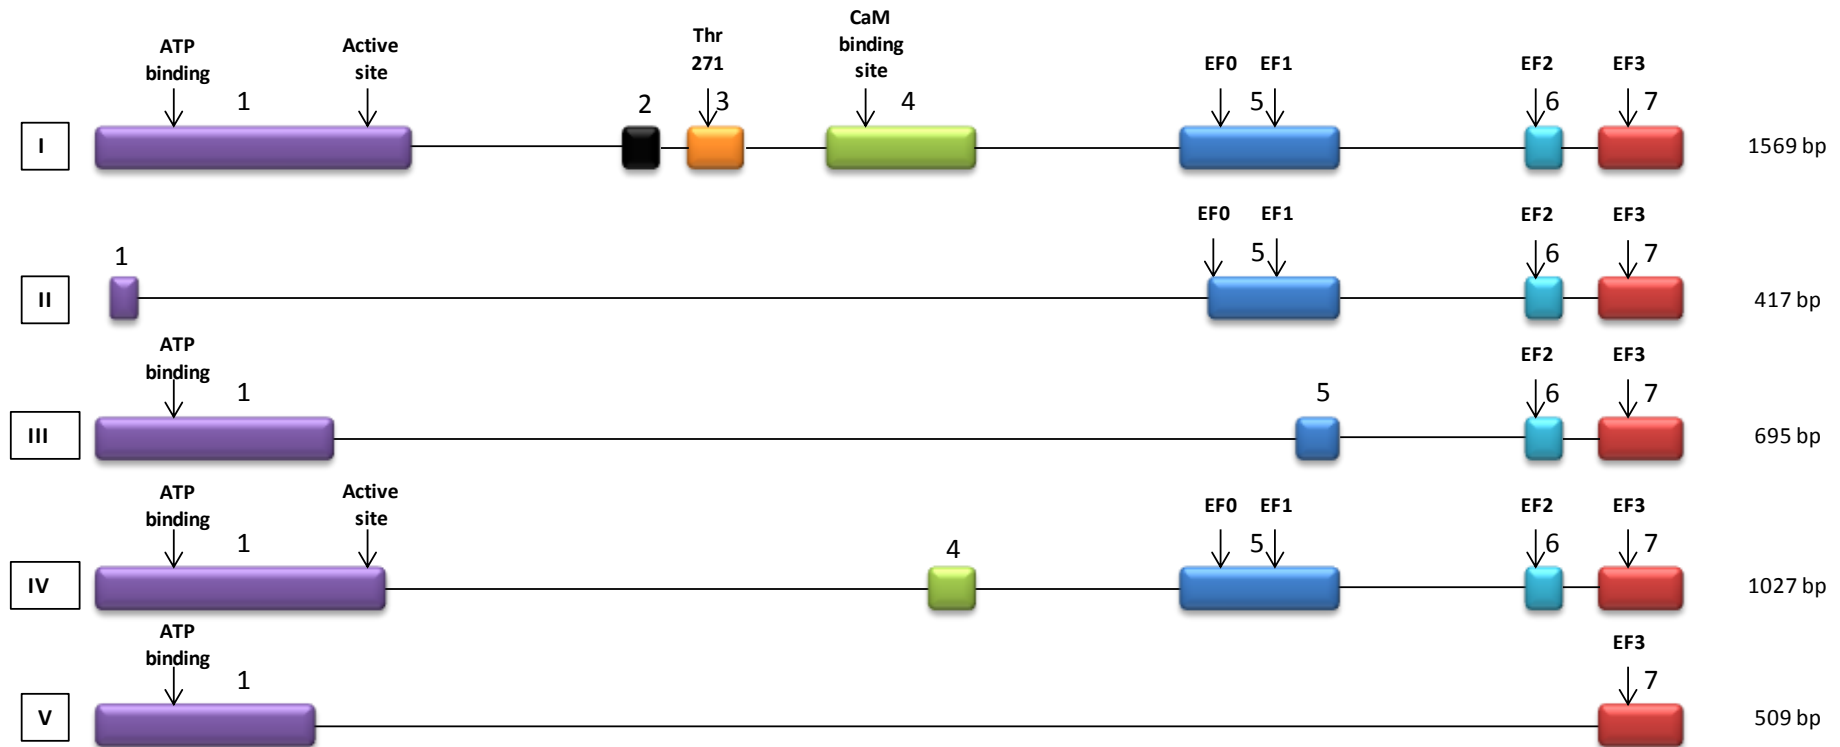 CaM
binding
site
Thr
271
ATP
binding
Active
site
EF0 EF1
EF2
EF3
1
2
3
4
5
6
7
I
1569 bp
EF0 EF1
EF2
EF3
1
5
6
7
II
417 bp
ATP
binding
EF2
EF3
1
5
6
7
III
695 bp
ATP
binding
Active
site
EF0 EF1
EF2
EF3
1
4
5
6
7
IV
1027 bp
ATP
binding
EF3
1
7
V
509 bp